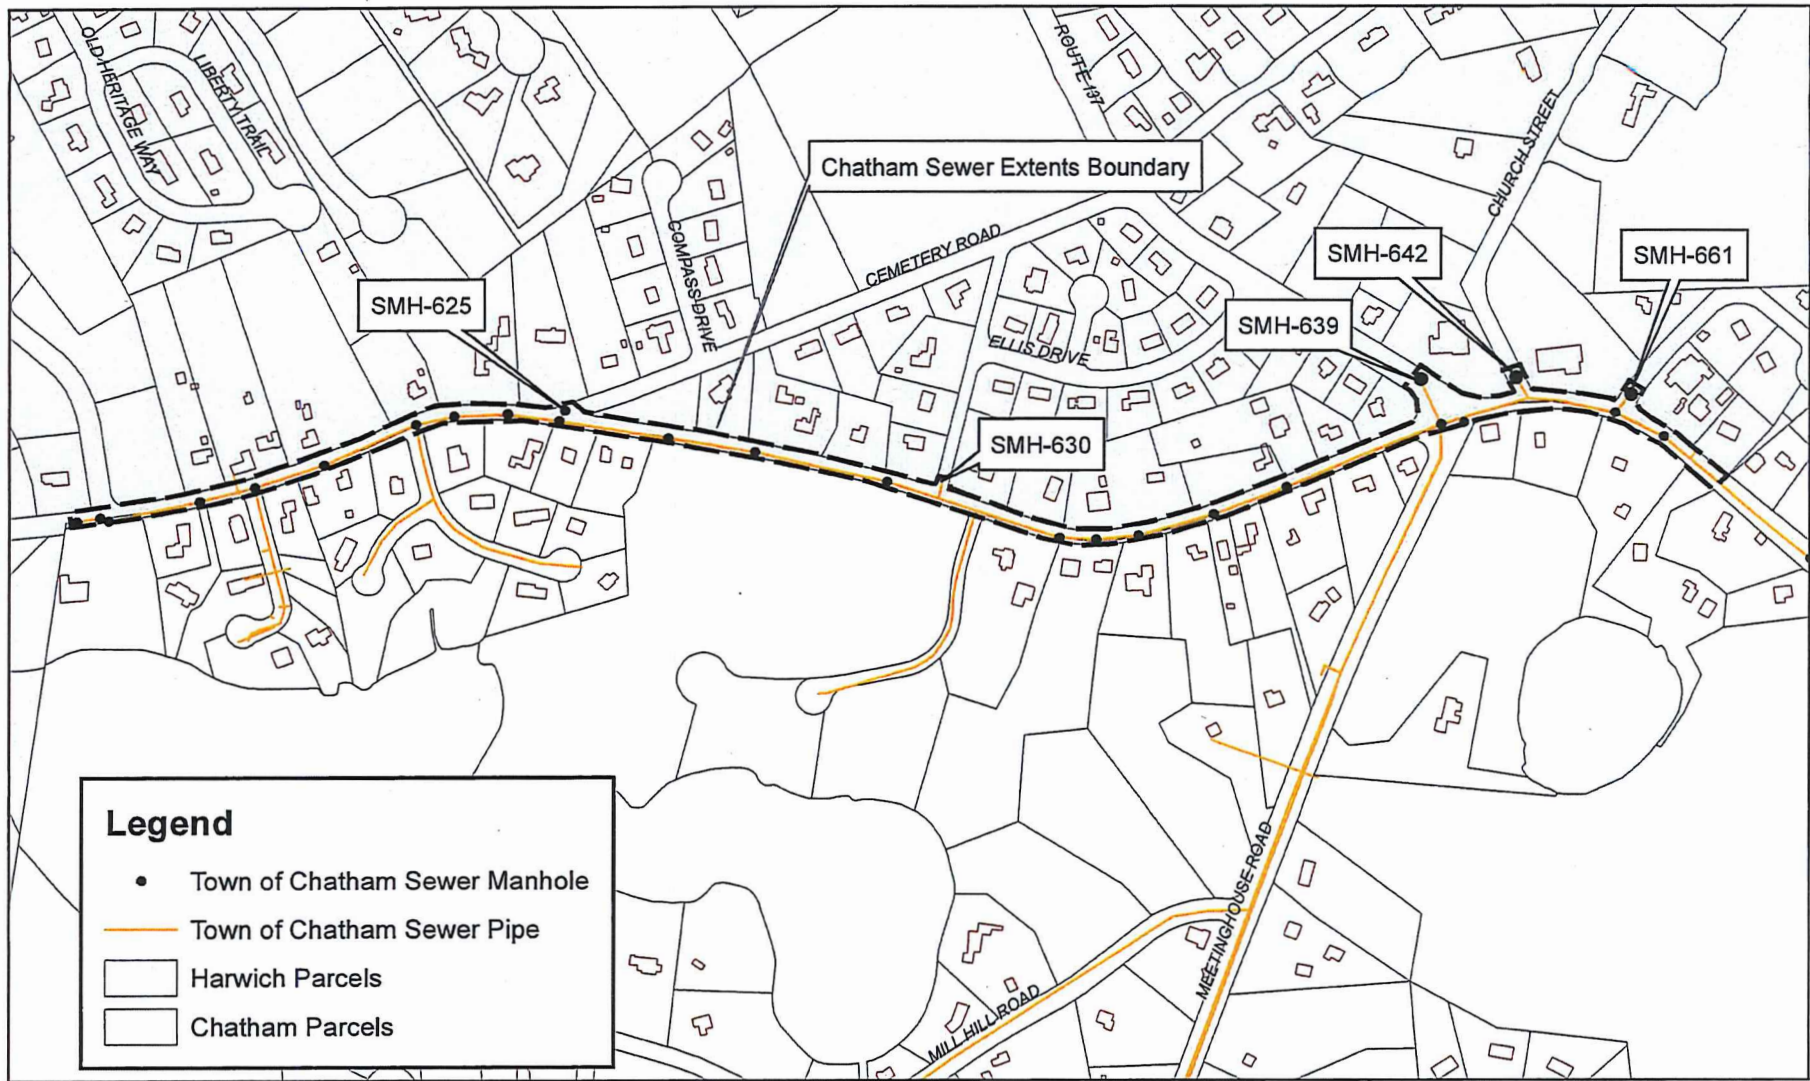 OLD HERITAGE WAY
LIBERTY TRAIL
ROUTE 137
CHURCH STREET
Chatham Sewer Extents Boundary
COMPASS DRIVE
CEMETERY ROAD
SMH-625
SMH-642
SMH-661
SMH-639
ELLIS DRIVE
SMH-630
MEETINGHOUSE ROAD
MILL HILL ROAD
Legend
Town of Chatham Sewer Manhole
Town of Chatham Sewer Pipe
Harwich Parcels
Chatham Parcels